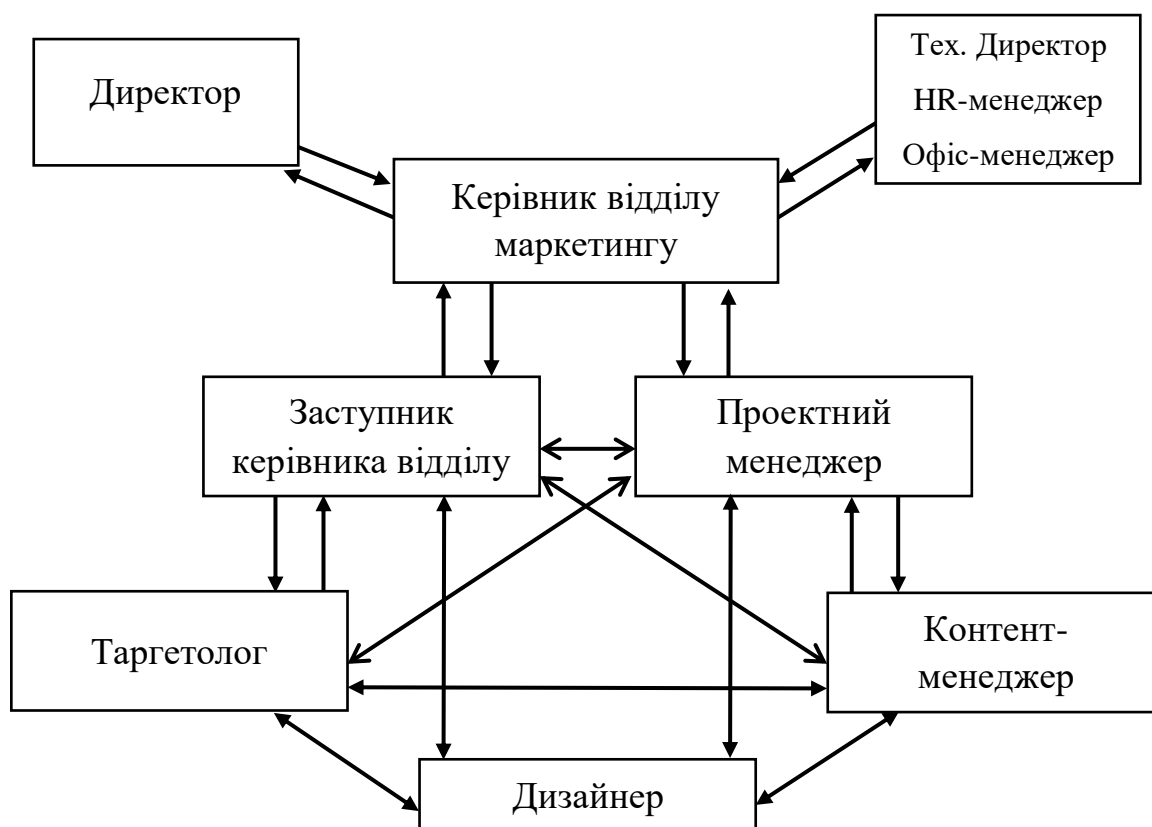 Директор
Тех. Директор
HR-менеджер
Офіс-менеджер
Керівник відділу
маркетингу
Заступник
керівника відділу
Проектний
менеджер
Таргетолог
Контент-
менеджер
Дизайнер